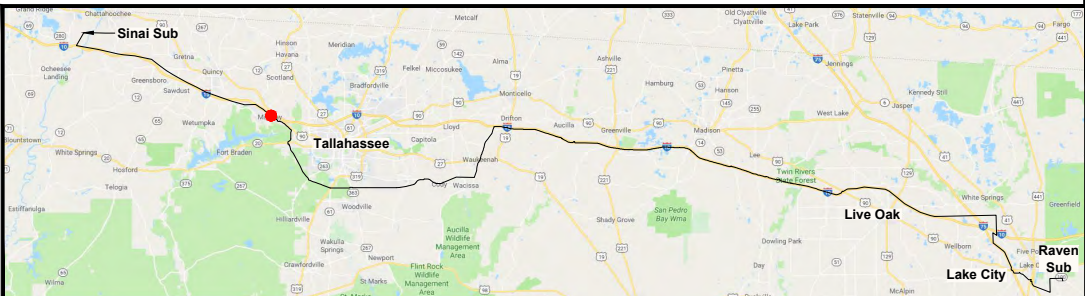 Grand Ridge
Chattahoochee
Sinai Sub
Metcalf
Old Clyattville
Clyattville
Lake Park
Statenville
Fargo
Ocheesee
Landing
Gretna
Hinson
Havana
Meridian
Alma
Ashville
Pinetta
Jennings
Greensboro
Quincy
Scotland
Felkel
Miccosukee
Hamburg
Hanson
Kennedy Still
Sawdust
Bradfordville
Monticello
Jasper
Wetumpka
Lloyd
Drifton
Aucilla
Greenville
Madison
West Lake
Blountstown
Tallahassee
Capitola
Fort Braden
White Springs
Hosford
Waukeenah
Lee
Twin Rivers
State Forest
Telogia
Cody
Wacissa
White Springs
Estiffanulga
Woodville
Shady Grove
San Pedro
Bay Wma
Live Oak
Greenfield
Hilliardville
Aucilla
Wildlife
Management
Area
Dowling Park
Wellborn
Raven
Sub
Wakulla
Springs
Newport
Crawfordville
Flint Rock
Wildlife
Management
Area
Day
Lake City
Wilma
St. Marks
McAlpin